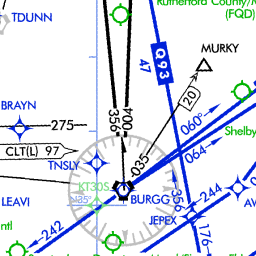 Rutherford County/M
(FQD)
TDUNN
Q93
47
MURKY
356
004
20
BRAYN
275
060°
Shelby
CLT(L) 97
064
035
TNSLY
KT30S
BURGG
LEAVI
356
244
JEPEX
AV
242
176